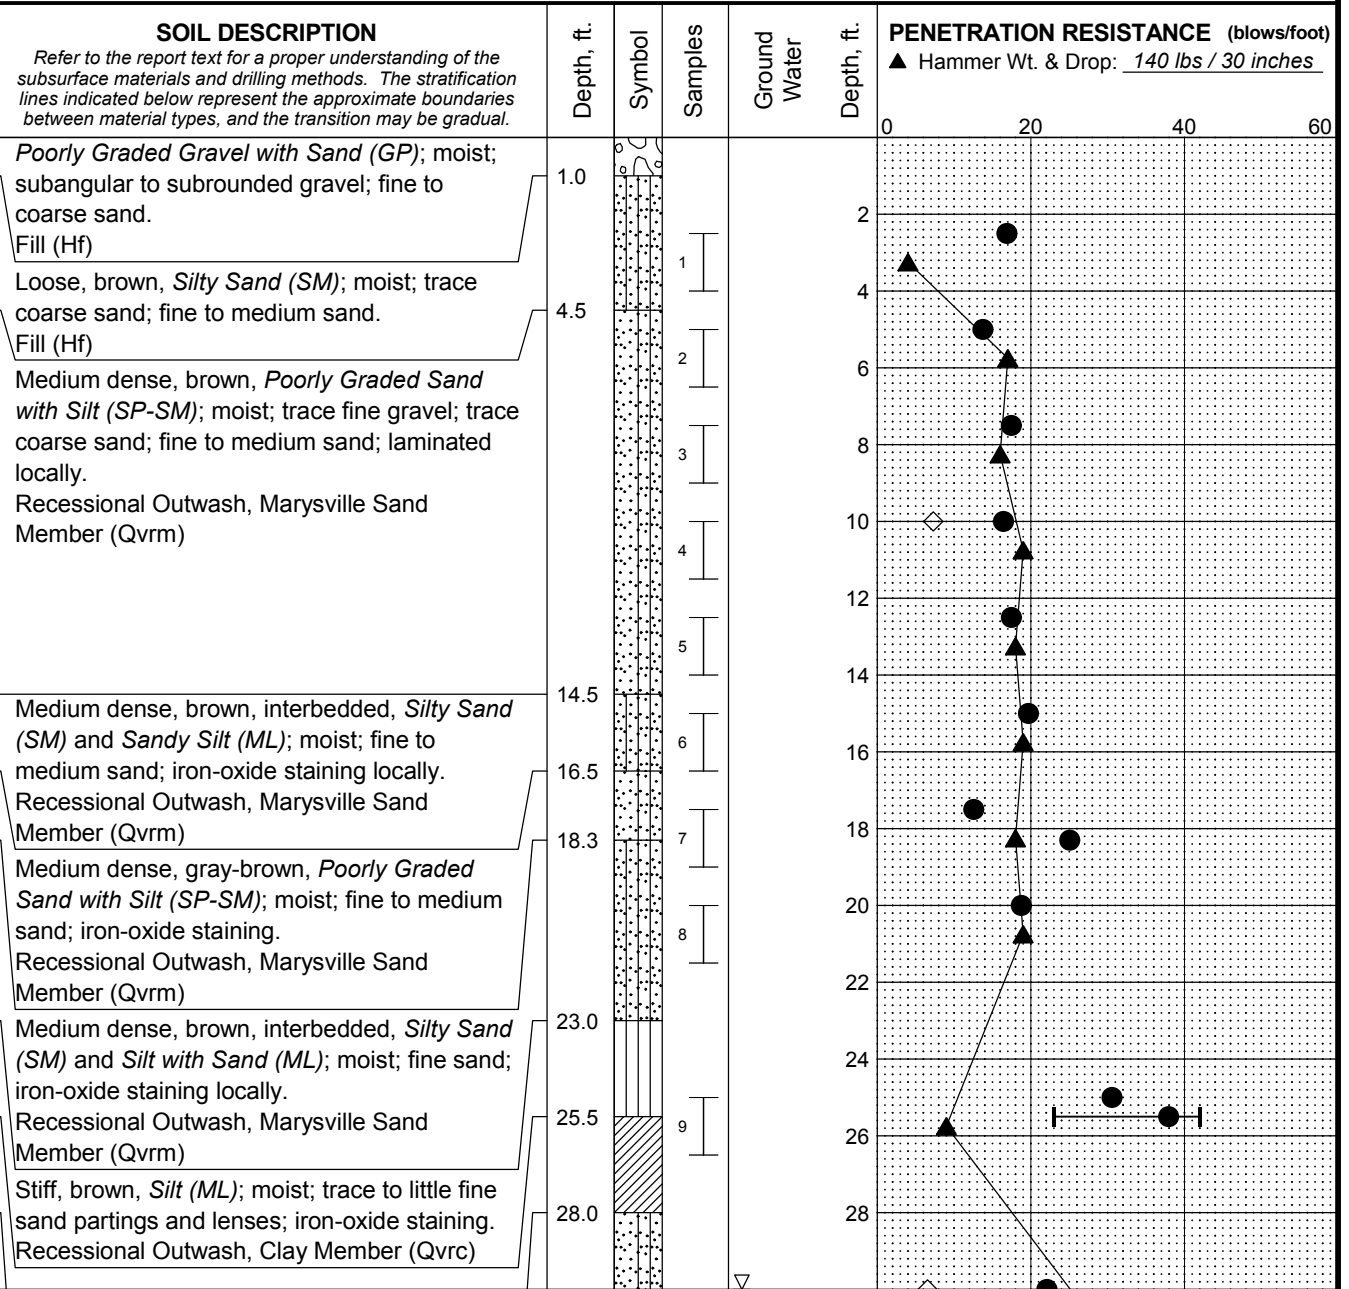 SOIL DESCRIPTION
Refer to the report text for a proper understanding of the
subsurface materials and drilling methods. The stratification
lines indicated below represent the approximate boundaries
between material types, and the transition may be gradual.
Depth, ft.
Symbol
Samples
Ground
Water
Depth, ft.
PENETRATION RESISTANCE (blows/foot)
▲ Hammer Wt. & Drop: 140 lbs / 30 inches
0 20 40 60
Poorly Graded Gravel with Sand (GP); moist;
subangular to subrounded gravel; fine to
coarse sand.
Fill (Hf)
Loose, brown, Silty Sand (SM); moist; trace
coarse sand; fine to medium sand.
Fill (Hf)
Medium dense, brown, Poorly Graded Sand
with Silt (SP-SM); moist; trace fine gravel; trace
coarse sand; fine to medium sand; laminated
locally.
Recessional Outwash, Marysville Sand
Member (Qvrm)
Medium dense, brown, interbedded, Silty Sand
(SM) and Sandy Silt (ML); moist; fine to
medium sand; iron-oxide staining locally.
Recessional Outwash, Marysville Sand
Member (Qvrm)
Medium dense, gray-brown, Poorly Graded
Sand with Silt (SP-SM); moist; fine to medium
sand; iron-oxide staining.
Recessional Outwash, Marysville Sand
Member (Qvrm)
Medium dense, brown, interbedded, Silty Sand
(SM) and Silt with Sand (ML); moist; fine sand;
iron-oxide staining locally.
Recessional Outwash, Marysville Sand
Member (Qvrm)
Stiff, brown, Silt (ML); moist; trace to little fine
sand partings and lenses; iron-oxide staining.
Recessional Outwash, Clay Member (Qvrc)
1.0
4.5
14.5
16.5
18.3
23.0
25.5
28.0
1
2
3
4
5
6
7
8
9
2
4
6
8
10
12
14
16
18
20
22
24
26
28